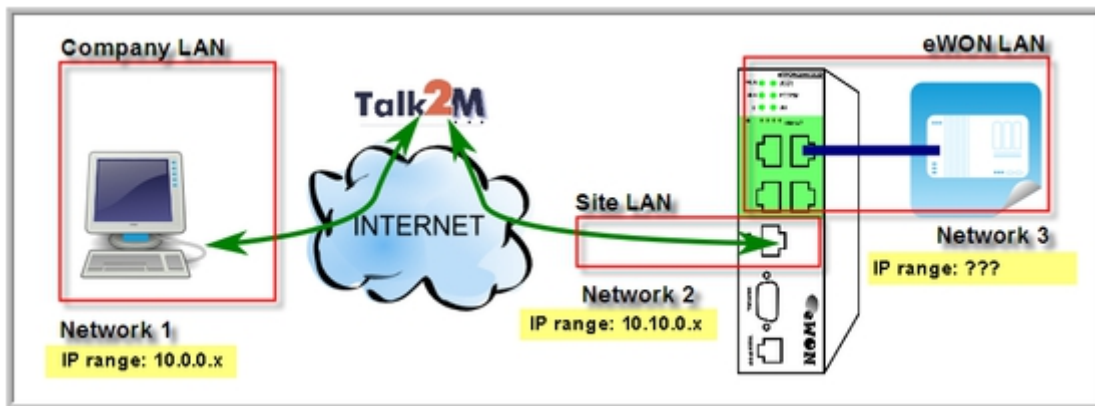 Company LAN
eWON LAN
Talk2M
INTERNET
Site LAN
Network 1
IP range: 10.0.0.x
Network 2
IP range: 10.10.0.x
Network 3
IP range: ???
eWON